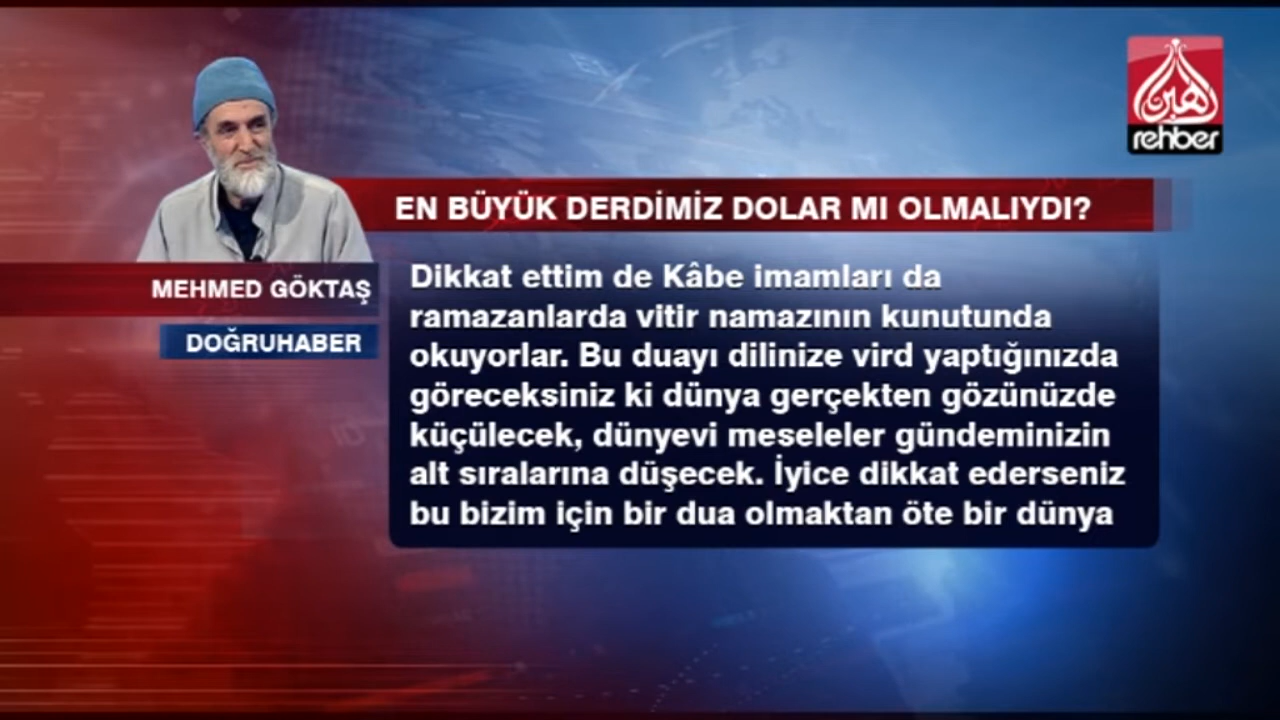 رهبر
rehber
EN BÜYÜK DERDİMİZ DOLAR MI OLMALIYDI?
MEHMED GÖKTAŞ
DOĞRUHABER
Dikkat ettim de Kâbe imamları da
ramazanlarda vitir namazının kunutunda
okuyorlar. Bu duayı dilinize vird yaptığınızda
göreceksiniz ki dünya gerçekten gözünüzde
küçülecek, dünyevi meseleler gündeminizin
alt sıralarına düşecek. İyice dikkat ederseniz
bu bizim için bir dua olmaktan öte bir dünya